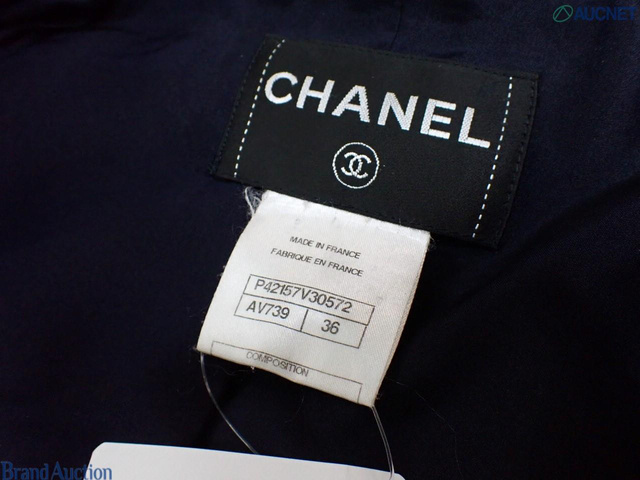 AUCNET
CHANEL
MADE IN FRANCE
FABRIQUE EN FRANCE
P42157V30572
AV739 36
COMPOSITION
Brand Auction